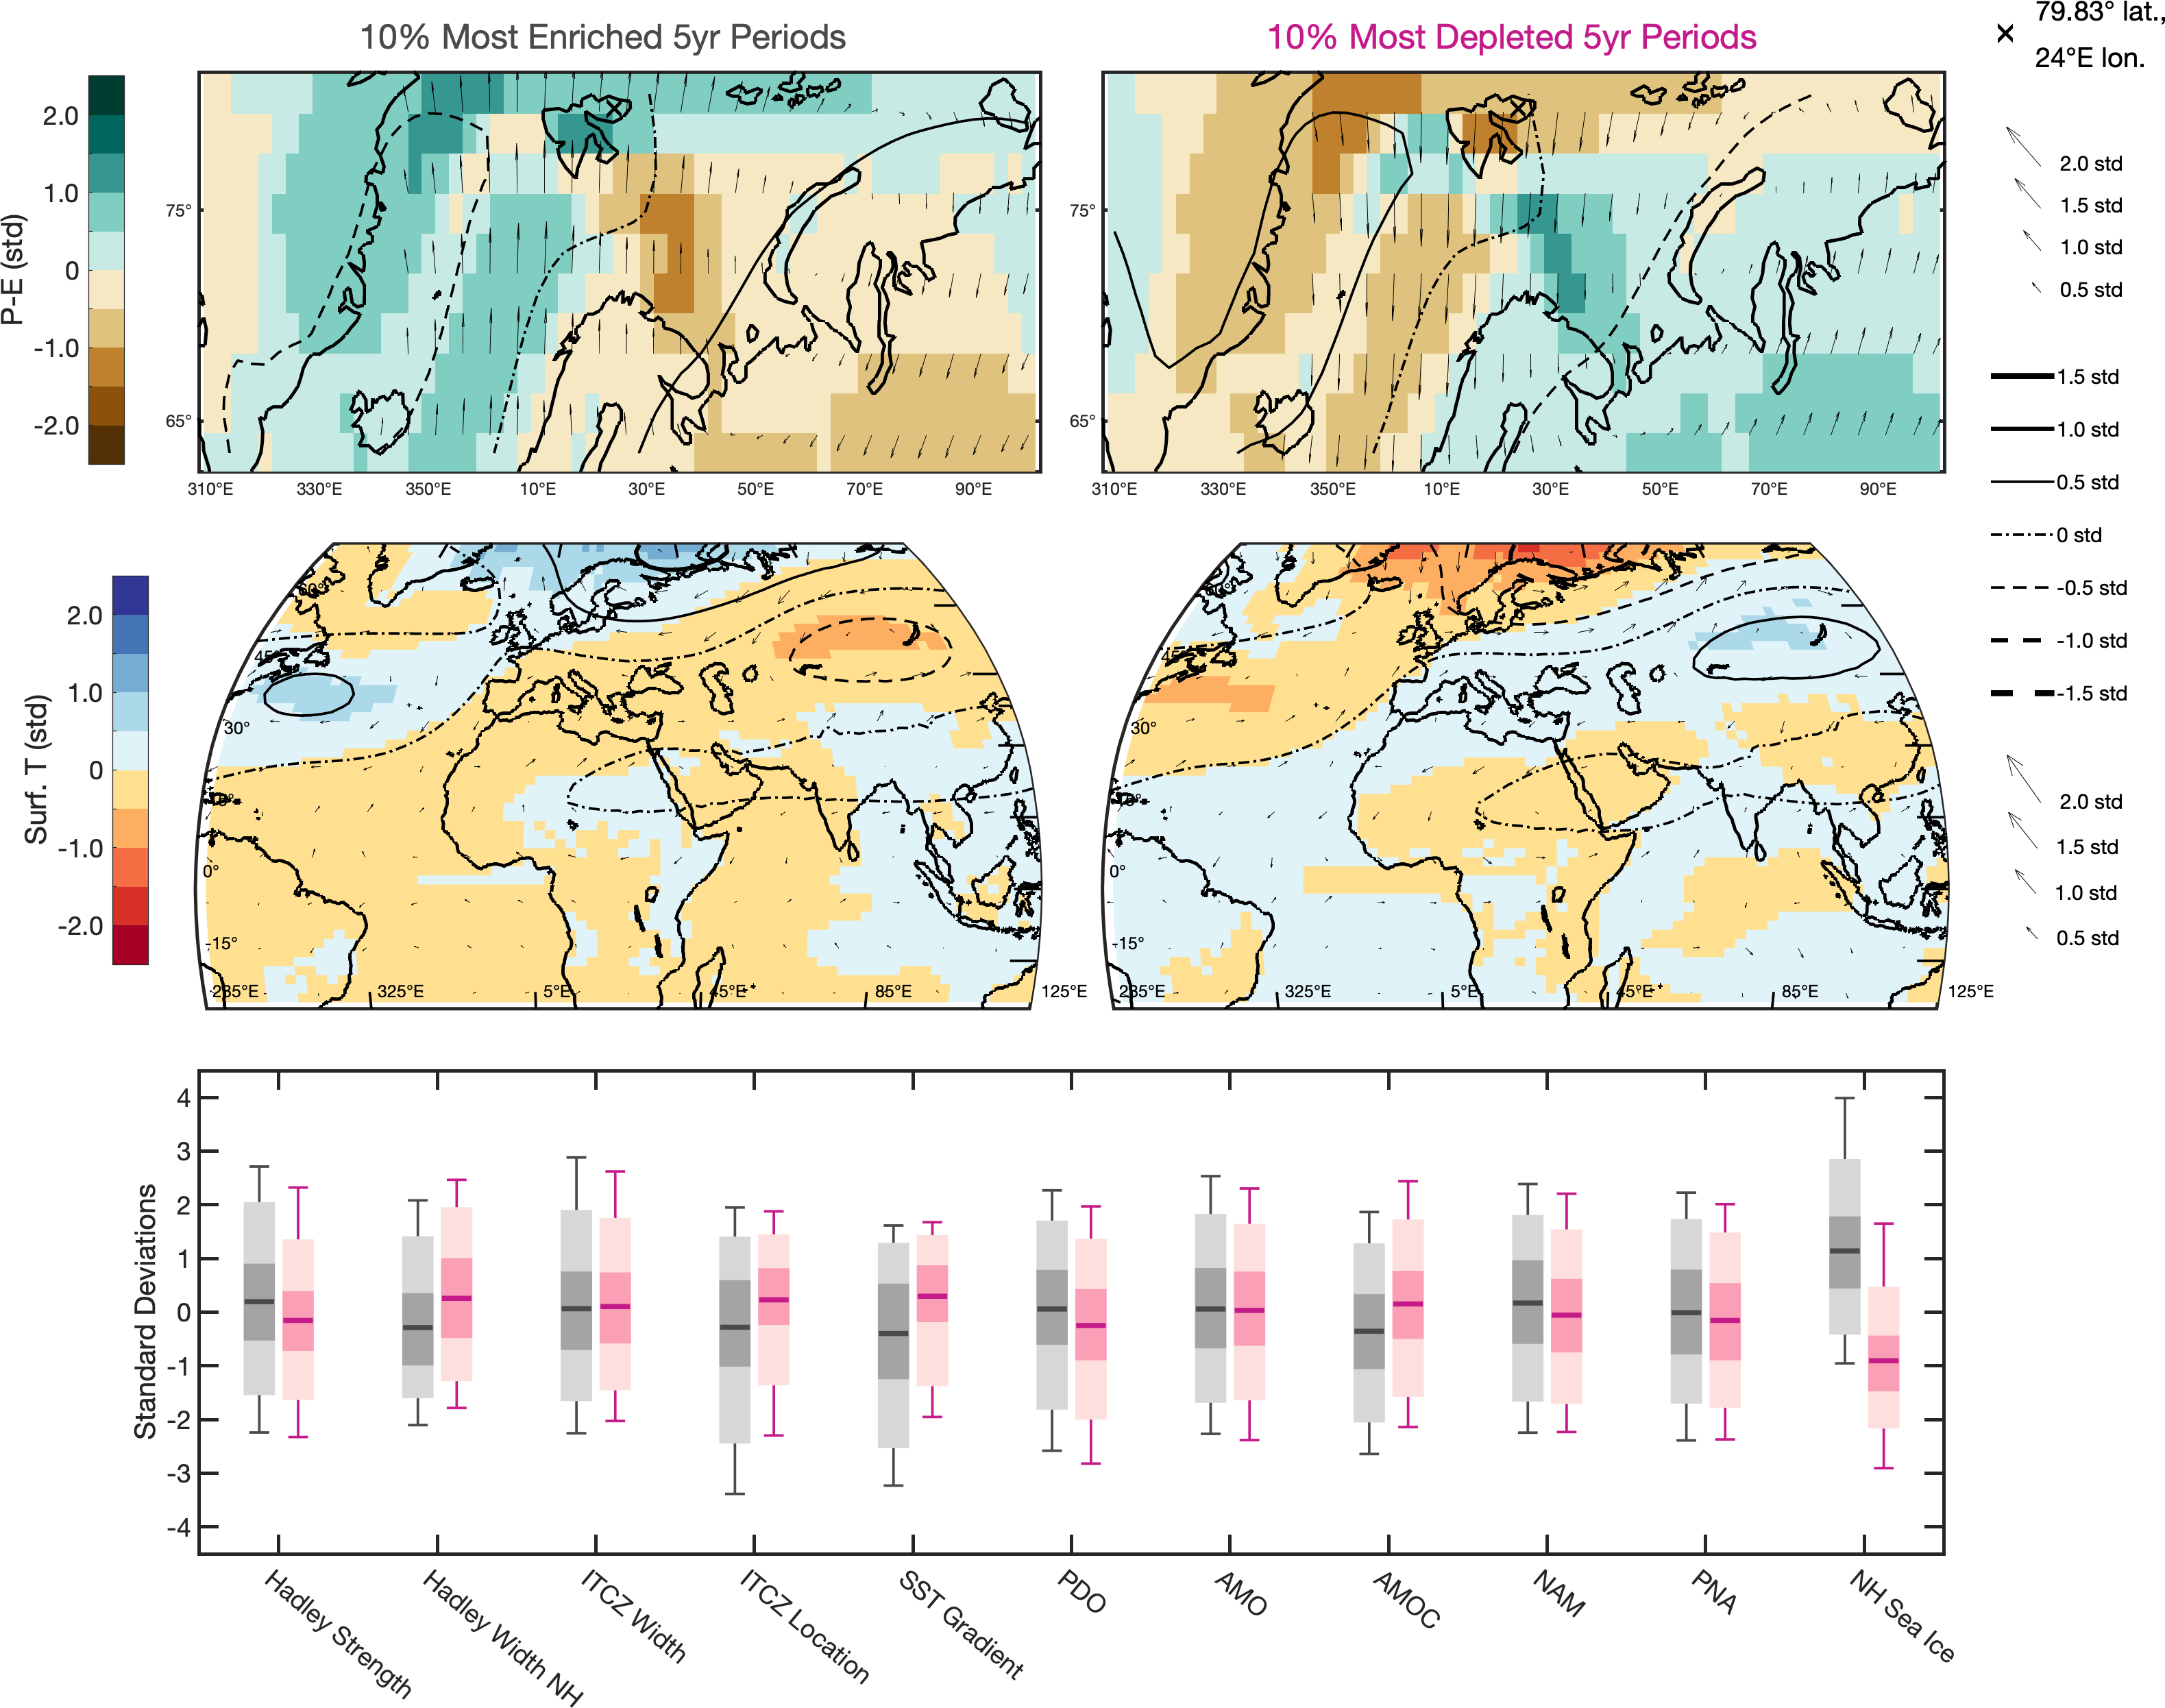 10% Most Enriched 5yr Periods
10% Most Depleted 5yr Periods
79.83° lat.,
24°E lon.
P-E (std)
2.0
1.0
0
-1.0
-2.0
75°
65°
310°E 330°E 350°E 10°E 30°E 50°E 70°E 90°E
75°
65°
310°E 330°E 350°E 10°E 30°E 50°E 70°E 90°E
2.0 std
1.5 std
1.0 std
0.5 std
1.5 std
1.0 std
0.5 std
0 std
-0.5 std
-1.0 std
-1.5 std
Surf. T (std)
2.0
1.0
0
-1.0
-2.0
30°
0°
-15°
285°E 325°E 5°E 45°E 85°E 125°E
30°
0°
-15°
285°E 325°E 5°E 45°E 85°E 125°E
2.0 std
1.5 std
1.0 std
0.5 std
Standard Deviations
4
3
2
1
0
-1
-2
-3
-4
Hadley Strength
Hadley Width NH
ITCZ Width
ITCZ Location
SST Gradient
PDO
AMO
AMOC
NAM
PNA
NH Sea Ice